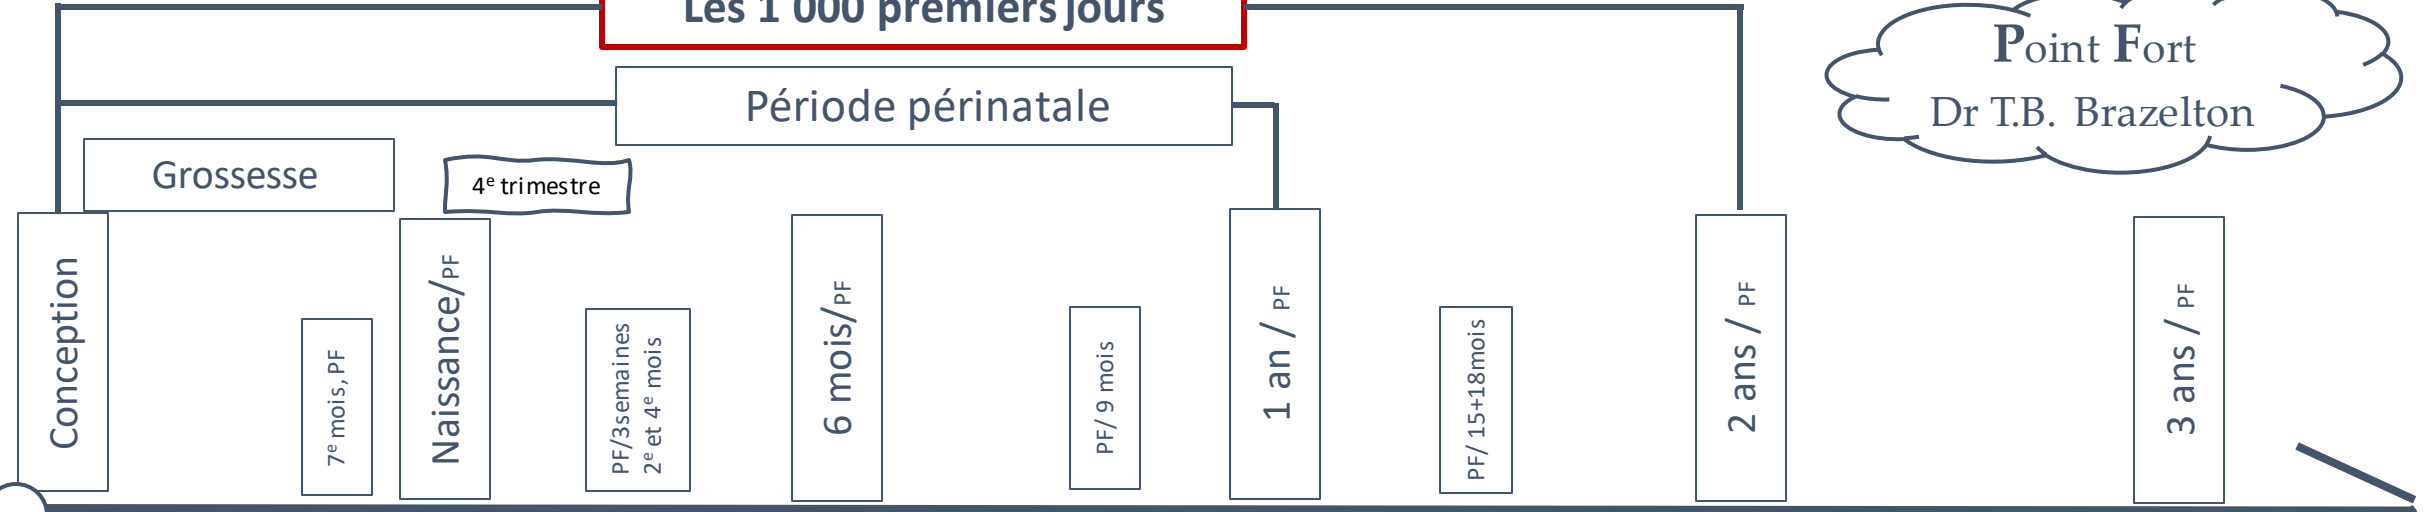 Les 1 000 premiers jours
Point Fort
Dr T.B. Brazelton
Période périnatale
Grossesse
4e trimestre
Conception
7e mois, PF
Naissance/PF
PF/3semaines
2e et 4e mois
6 mois/PF
PF/ 9 mois
1 an / PF
PF/ 15+18mois
2 ans / PF
3 ans / PF